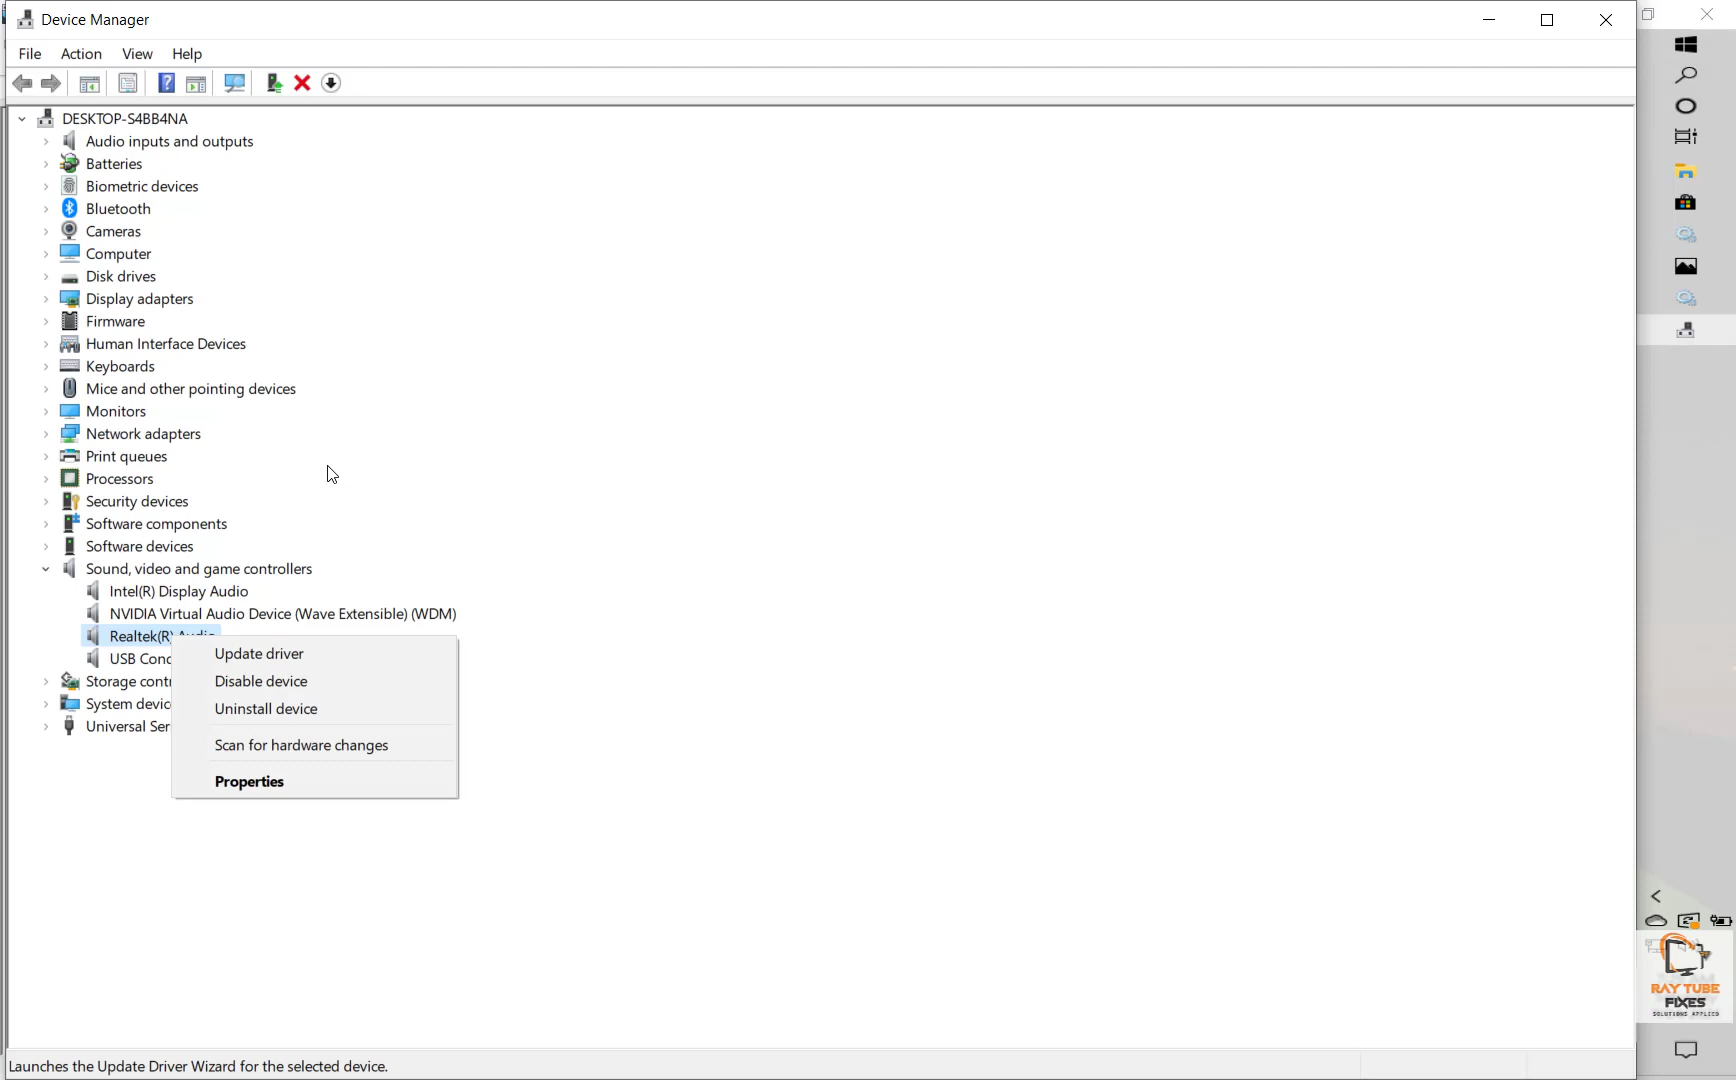 Device Manager
File Action View Help
DESKTOP-S4BB4NA
Audio inputs and outputs
Batteries
Biometric devices
Bluetooth
Cameras
Computer
Disk drives
Display adapters
Firmware
Human Interface Devices
Keyboards
Mice and other pointing devices
Monitors
Network adapters
Print queues
Processors
Security devices
Software components
Software devices
Sound, video and game controllers
Intel(R) Display Audio
NVIDIA Virtual Audio Device (Wave Extensible) (WDM)
Realtek(R) Audio
USB
Storage
System
Universal
Update driver
Disable device
Uninstall device
Scan for hardware changes
Properties
RAY TUBE
FIXES
SOLUTIONS APPLIED
Launches the Update Driver Wizard for the selected device.